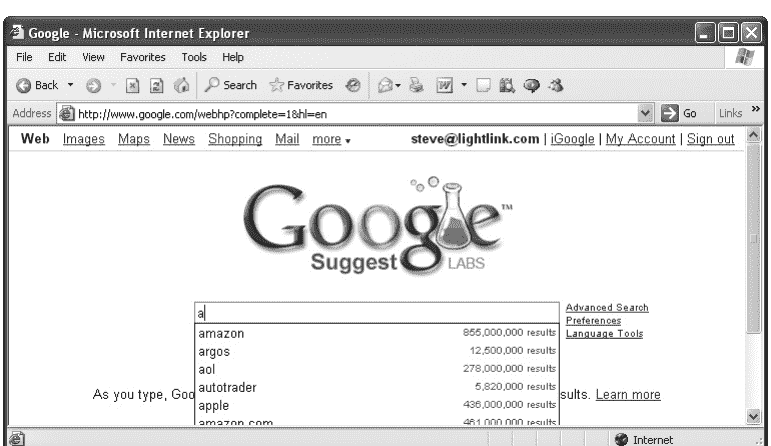 Google - Microsoft Internet Explorer
File Edit View Favorites Tools Help
Back Search Favorites
Address http://www.google.com/webhp?complete=1&hl=en Go Links »
Web Images Maps News Shopping Mail more steve@lightlink.com | iGoogle | My Account | Sign out
Google™
Suggest LABS
a
Advanced Search
Preferences
Language Tools
amazon 855,000,000 results
argos 12,500,000 results
aol 278,000,000 results
autotrader 5,820,000 results
apple 436,000,000 results
amazon.com 461,000,000 results
As you type, Goo sults. Learn more
Internet